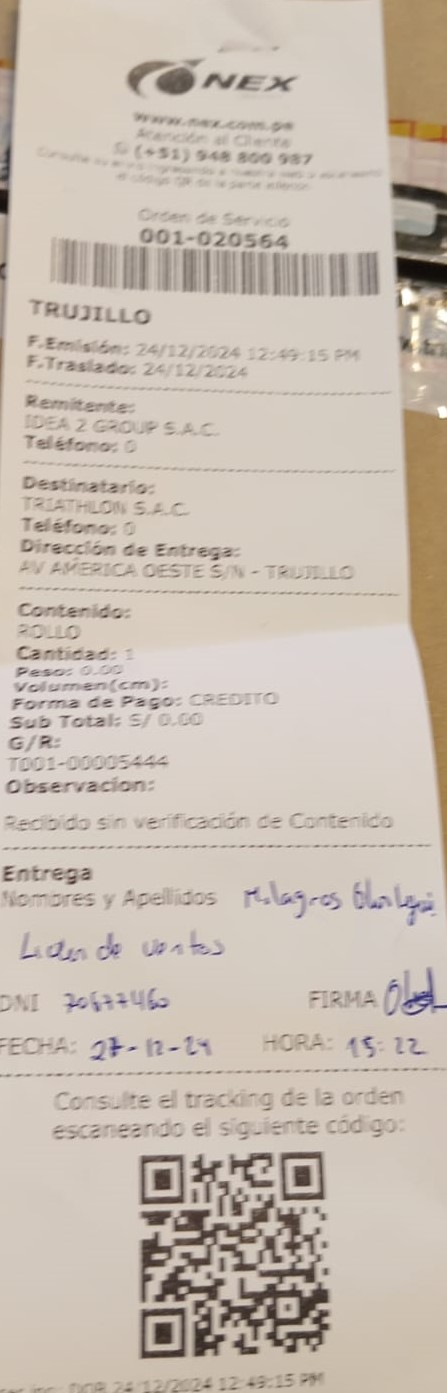 NEX
www.nex.com.pe
Atención al Cliente
(+51) 948 800 987
Orden de Servicio
001-020564
TRUJILLO
F.Emisión: 24/12/2024 12:49:15 PM
F.Traslado: 24/12/2024
Remitente:
IDEA 2 GROUP S.A.C.
Teléfono: 0
Destinatario:
TRIATHLON S.A.C.
Teléfono: 0
Dirección de Entrega:
AV AMERICA OESTE S/N - TRUJILLO
Contenido:
ROLLO
Cantidad: 1
Peso: 0.00
Volumen(cm):
Forma de Pago: CREDITO
Sub Total: S/ 0.00
G/R:
T001-00005444
Observacion:
Recibido sin verificación de Contenido
Entrega
Nombres y Apellidos Milagros
Lider de ventas
DNI 70677460
FIRMA
FECHA: 27-12-24 HORA: 15:22
Consulte el tracking de la orden
escaneando el siguiente código:
24/12/2024 12:49:15 PM